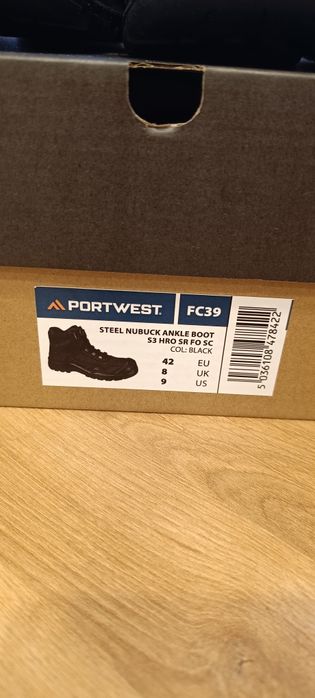 PORTWEST FC39
STEEL NUBUCK ANKLE BOOT
S3 HRO SR FO SC
COL: BLACK
42 EU
8 UK
9 US
5 036108 478422